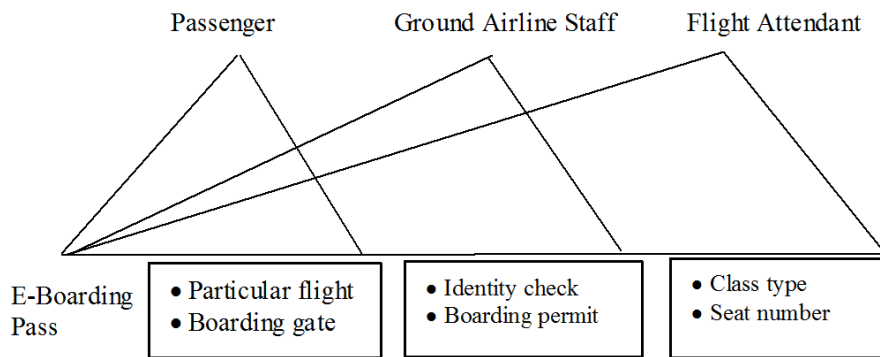 Passenger
Ground Airline Staff
Flight Attendant
E-Boarding
Pass
• Particular flight
• Boarding gate
• Identity check
• Boarding permit
• Class type
• Seat number